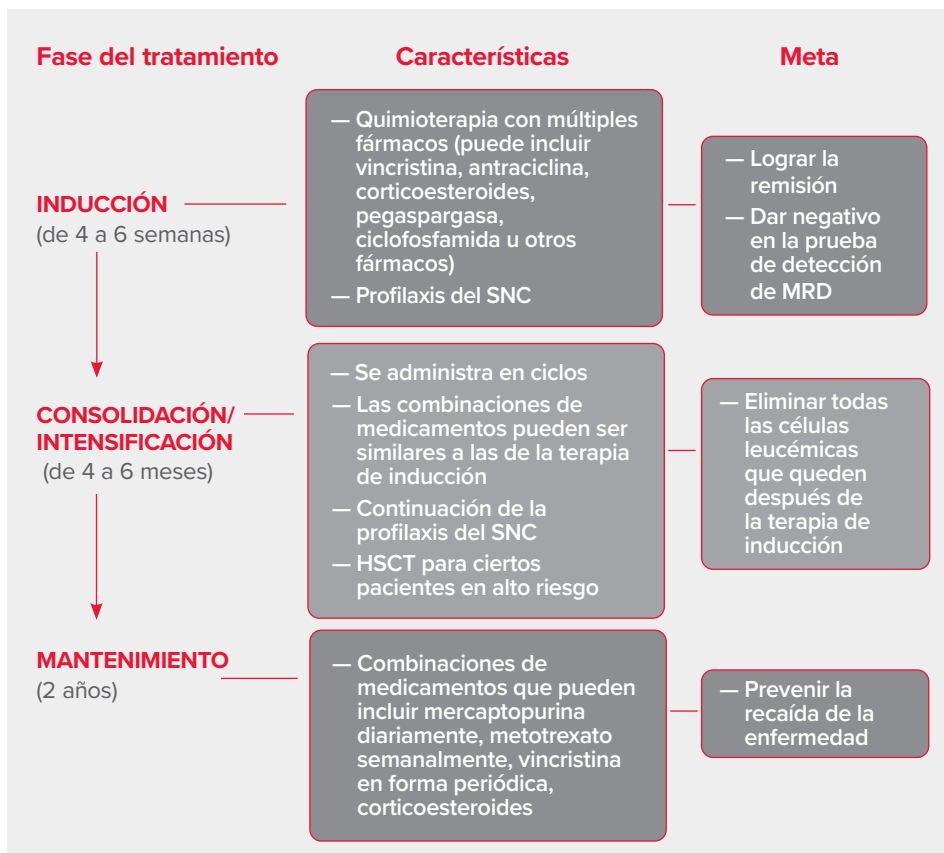 Fase del tratamiento
Características
Meta
INDUCCIÓN
(de 4 a 6 semanas)
— Quimioterapia con múltiples
fármacos (puede incluir
vincristina, antraciclina,
corticoesteroides,
pegaspargasa,
ciclofosfamida u otros
fármacos)
— Profilaxis del SNC
— Lograr la
remisión
— Dar negativo
en la prueba
de detección
de MRD
CONSOLIDACIÓN/
INTENSIFICACIÓN
(de 4 a 6 meses)
— Se administra en ciclos
— Las combinaciones de
medicamentos pueden ser
similares a las de la terapia
de inducción
— Continuación de la
profilaxis del SNC
— HSCT para ciertos
pacientes en alto riesgo
— Eliminar todas
las células
leucémicas
que queden
después de
la terapia de
inducción
MANTENIMIENTO
(2 años)
— Combinaciones de
medicamentos que pueden
incluir mercaptopurina
diariamente, metotrexato
semanalmente, vincristina
en forma periódica,
corticoesteroides
— Prevenir la
recaída de la
enfermedad